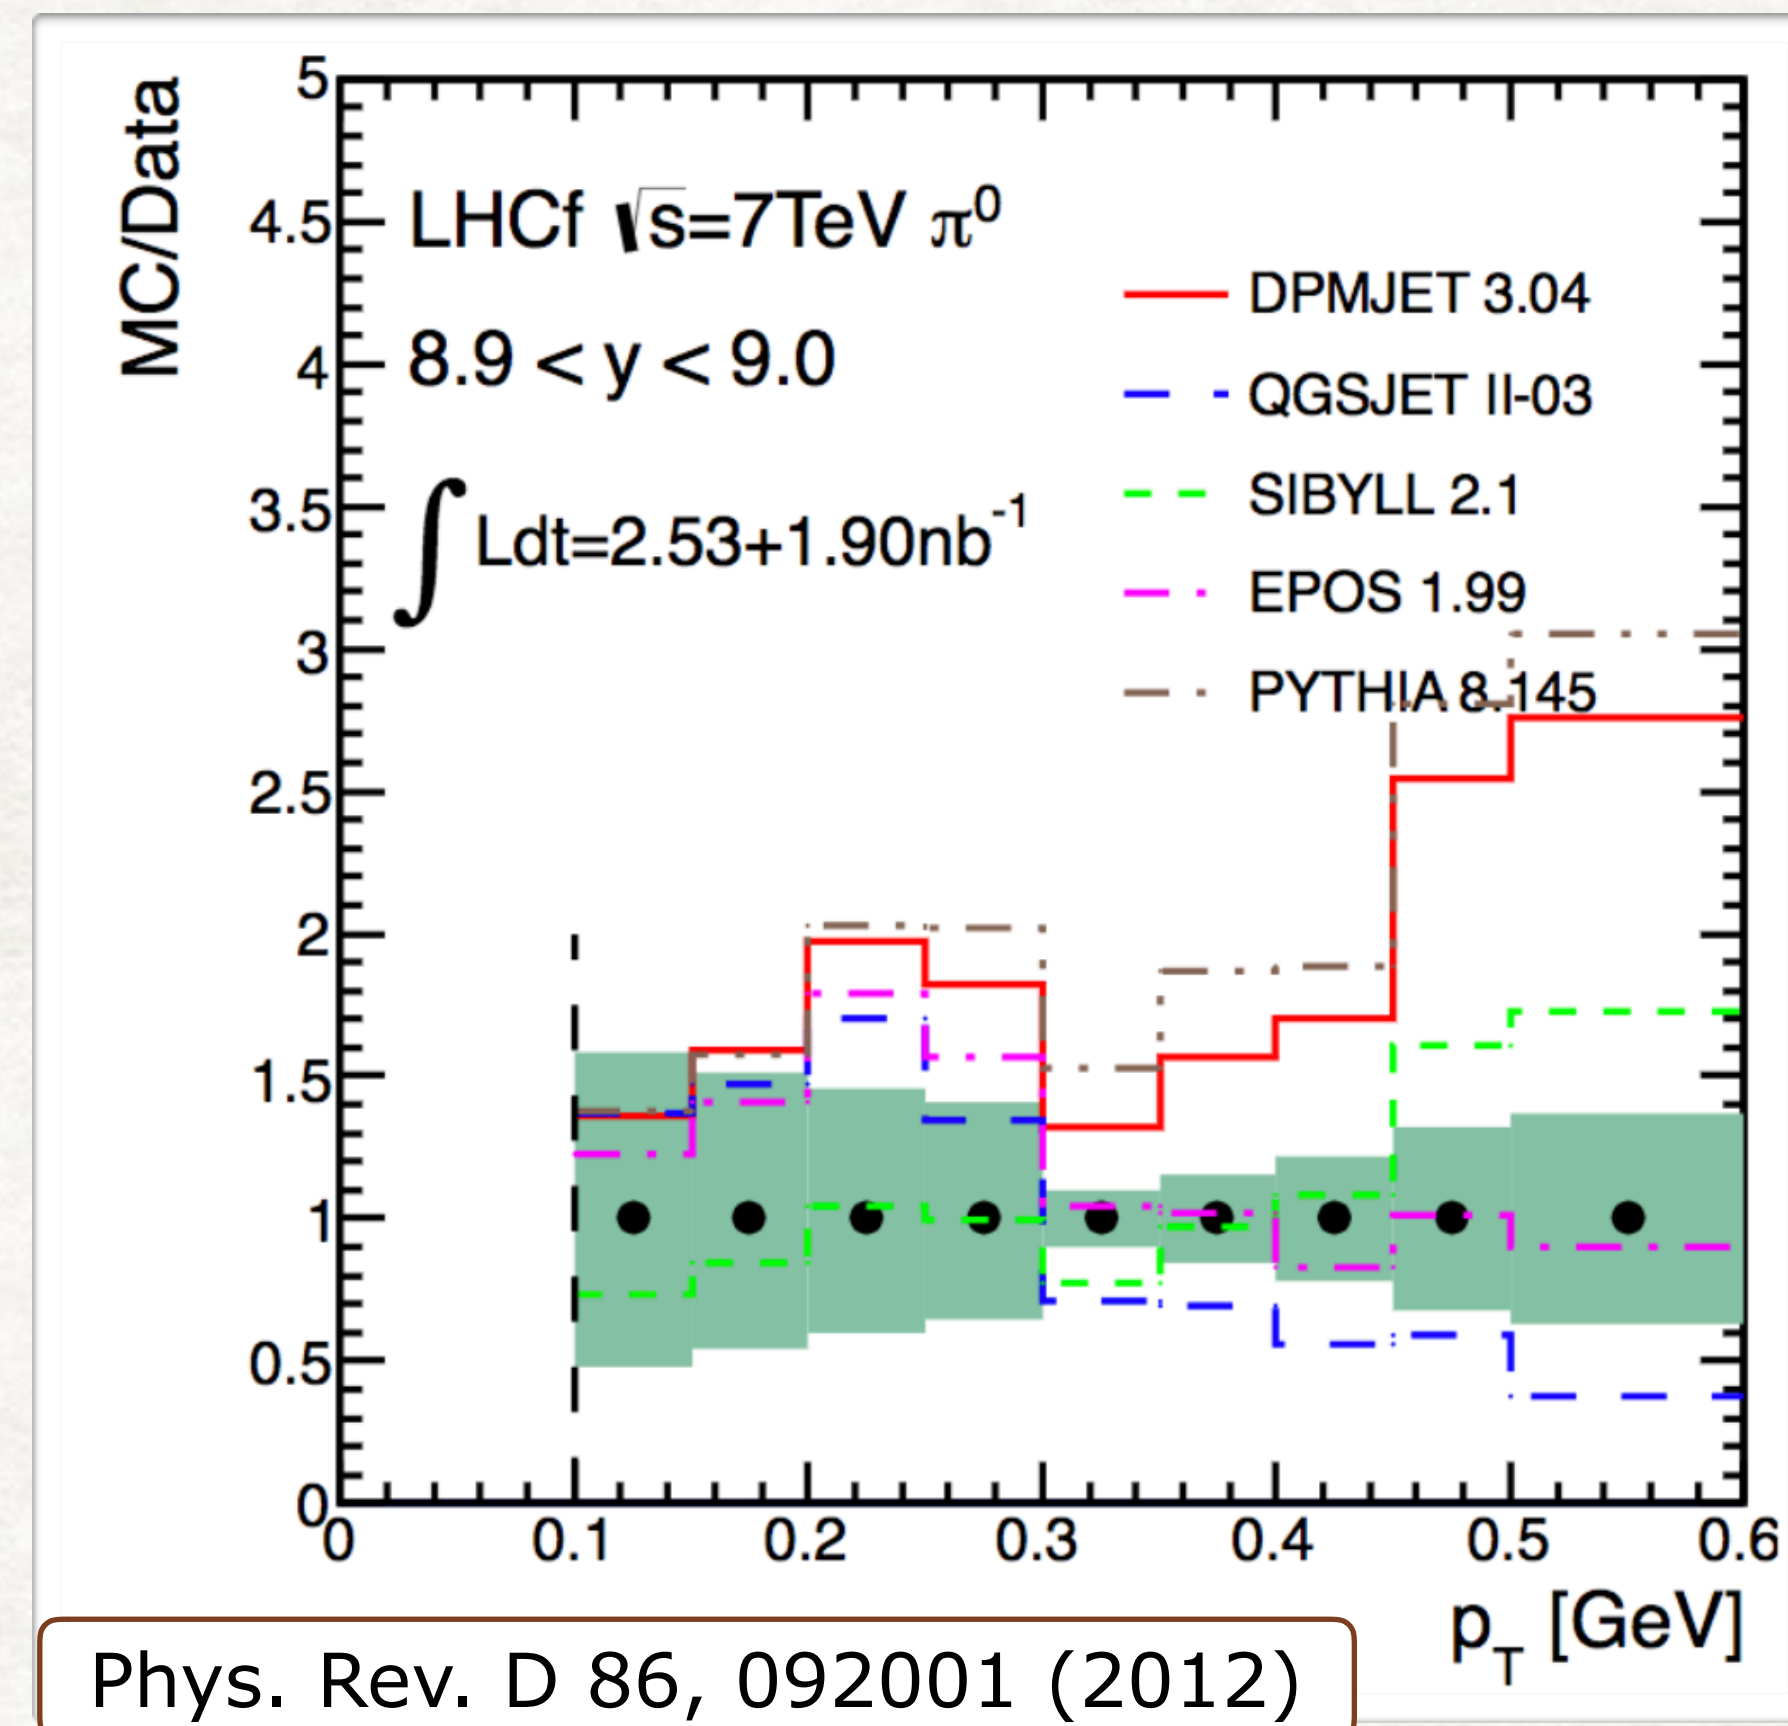 MC/Data
5
4.5
4
3.5
3
2.5
2
1.5
1
0.5
0
LHCf √s=7TeV π⁰
8.9 < y < 9.0
∫ Ldt=2.53+1.90nb⁻¹
DPMJET 3.04
QGSJET II-03
SIBYLL 2.1
EPOS 1.99
PYTHIA 8.145
0 0.1 0.2 0.3 0.4 0.5 0.6
p_T [GeV]
Phys. Rev. D 86, 092001 (2012)